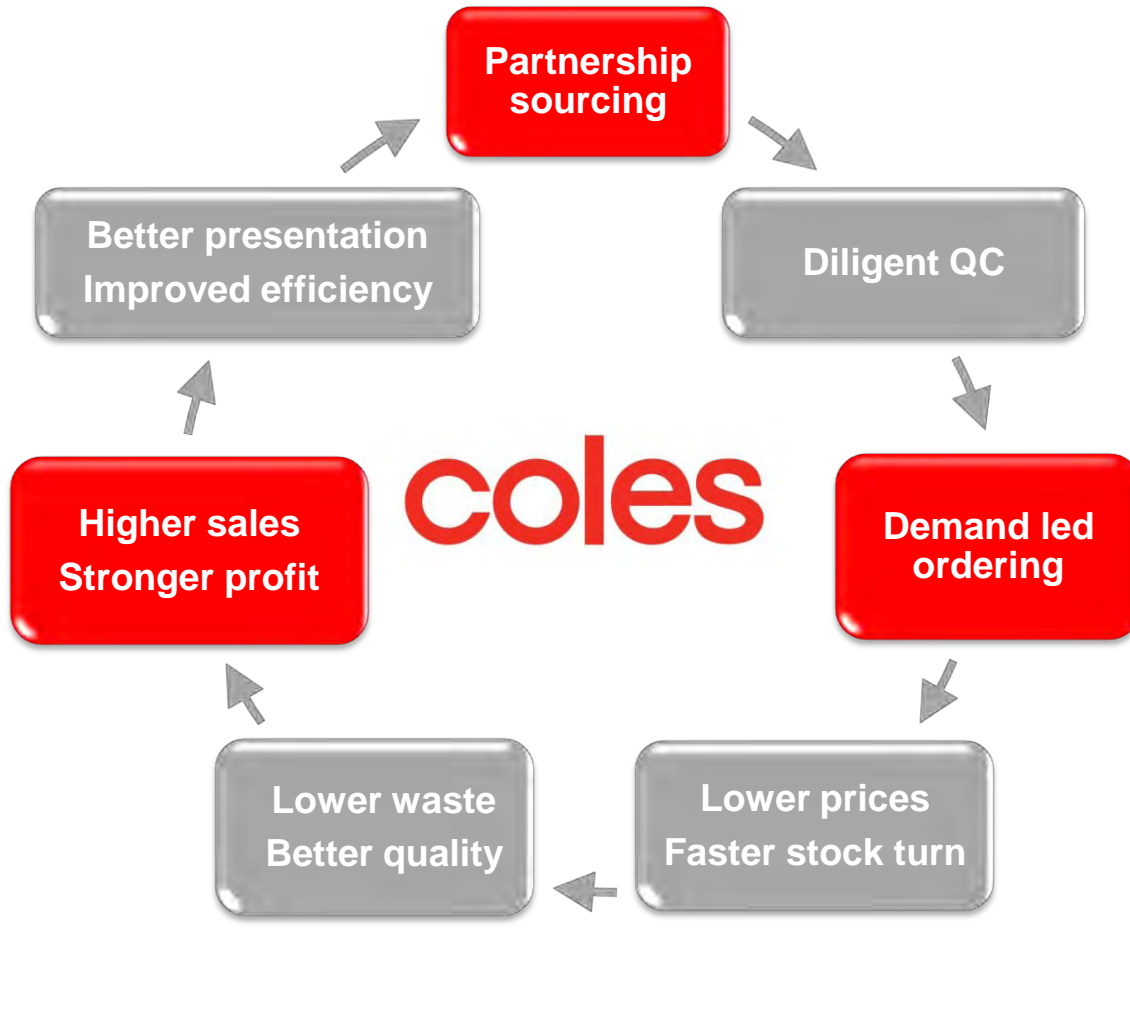 Partnership
sourcing
Diligent QC
Demand led
ordering
Lower prices
Faster stock turn
Lower waste
Better quality
Higher sales
Stronger profit
Better presentation
Improved efficiency
coles